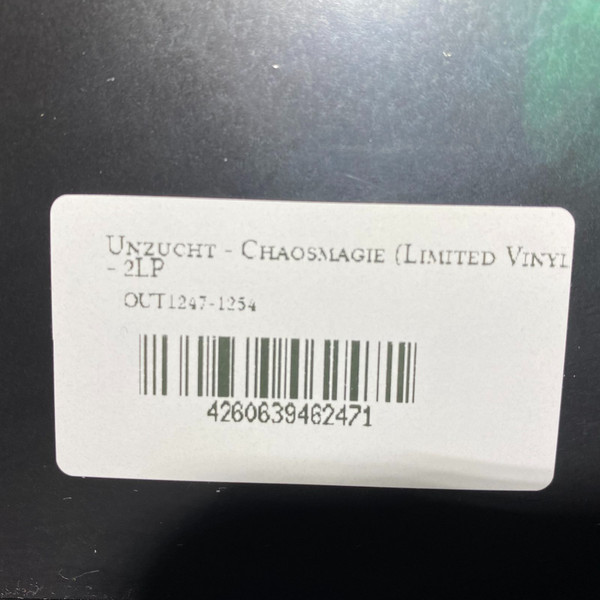 Unzucht - Chaosmagie (Limited Vinyl
- 2LP
OUT1247-1254
4260639462471